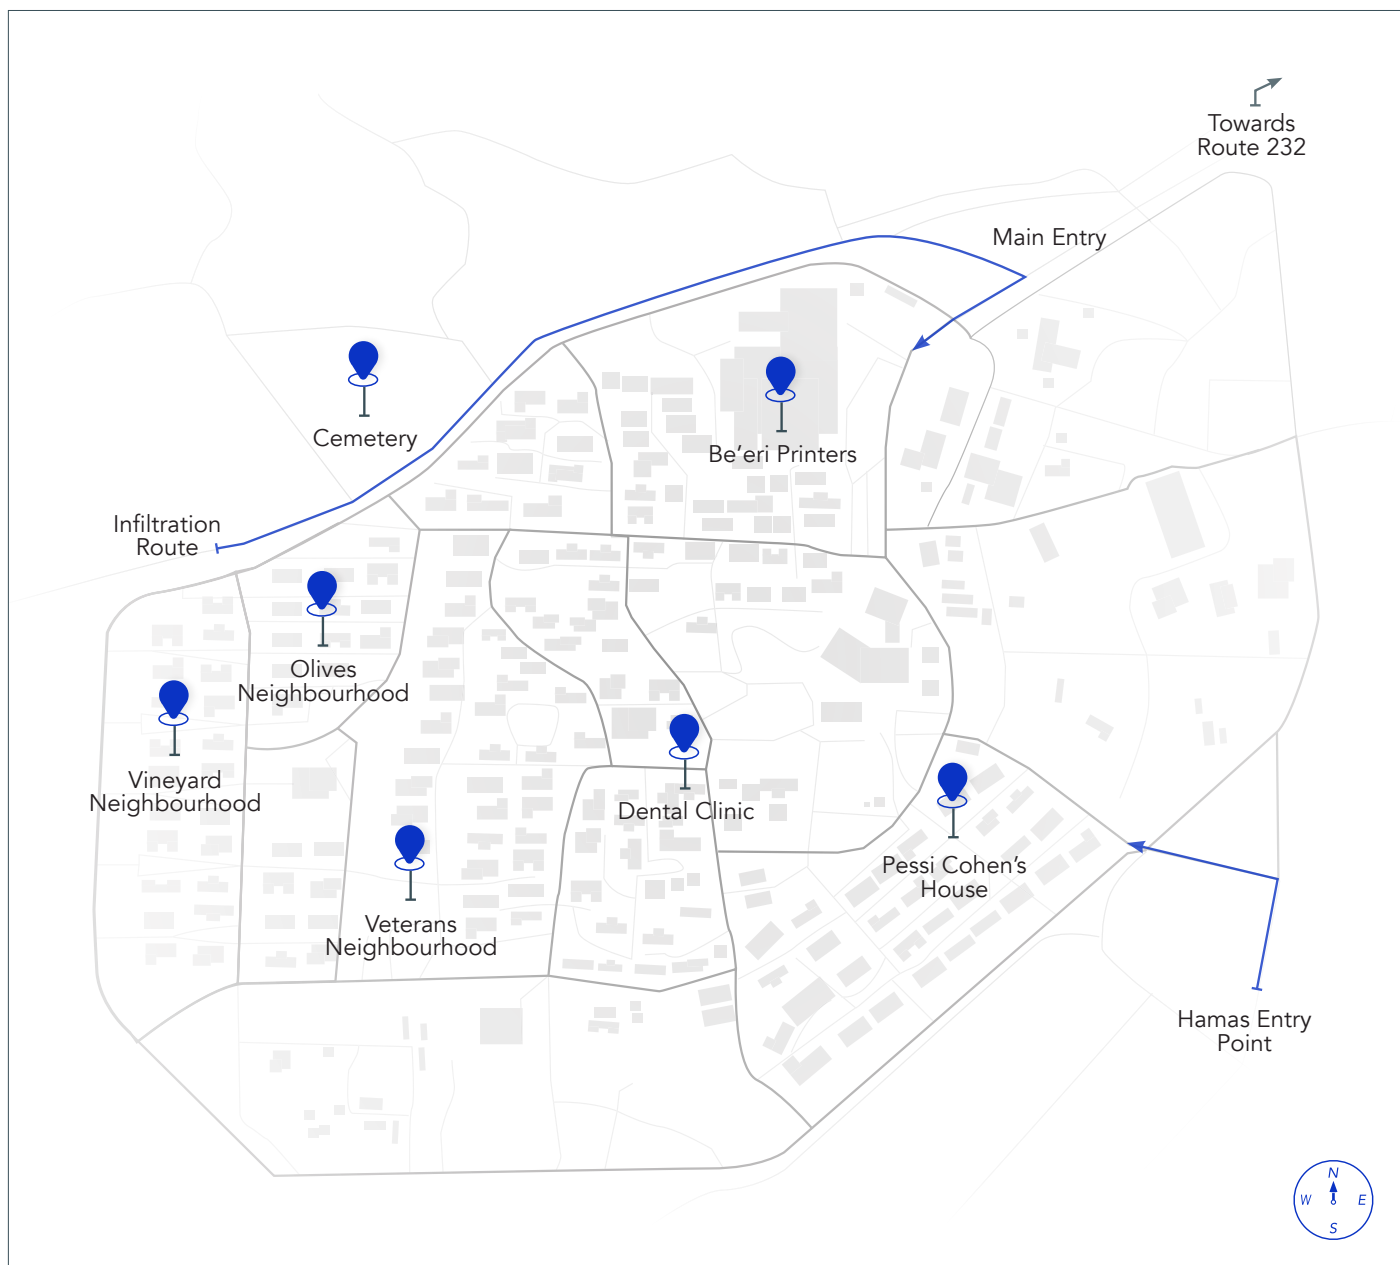 Towards
Route 232
Main Entry
Cemetery
Be’eri Printers
Infiltration
Route
Olives
Neighbourhood
Vineyard
Neighbourhood
Dental Clinic
Pessi Cohen’s
House
Veterans
Neighbourhood
Hamas Entry
Point
N
W E
S